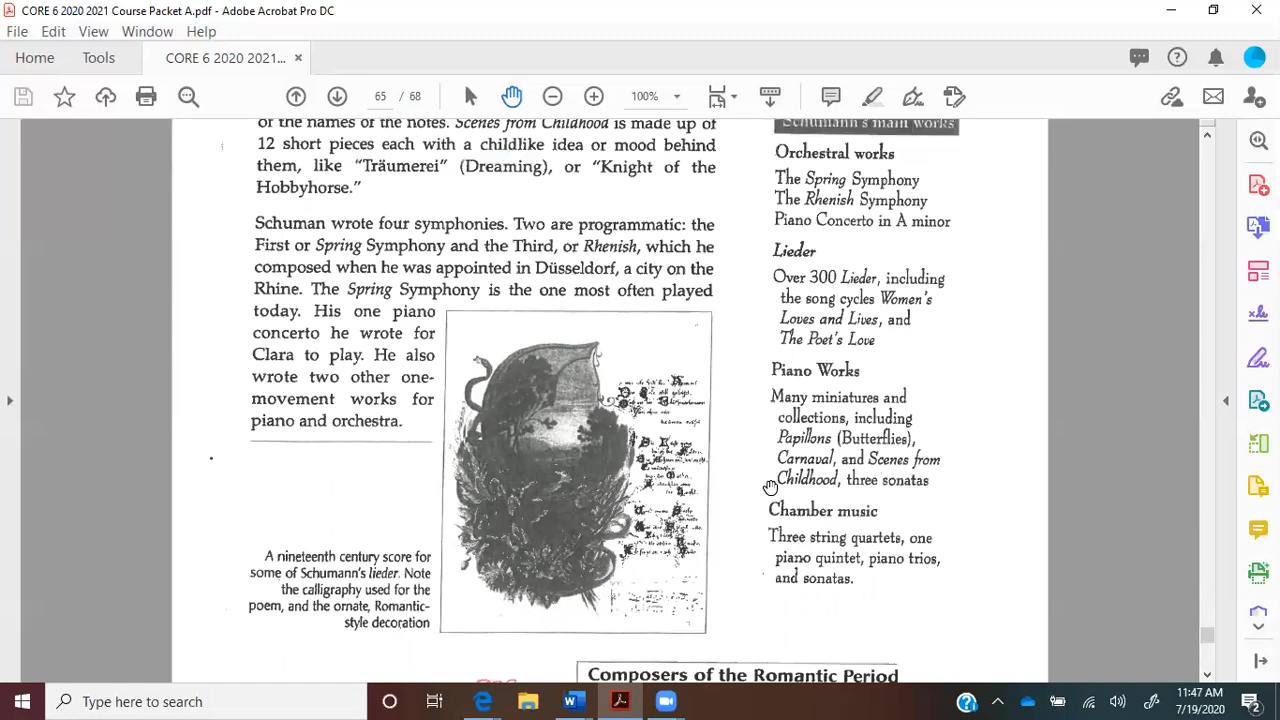 CORE 6 2020 2021 Course Packet A.pdf - Adobe Acrobat Pro DC
File Edit View Window Help
Home Tools CORE 6 2020 2021... ×
65 / 68 100%
of the names of the notes. Scenes from Childhood is made up of
12 short pieces each with a childlike idea or mood behind
them, like "Träumerei" (Dreaming), or "Knight of the
Hobbyhorse."
Schuman wrote four symphonies. Two are programmatic: the
First or Spring Symphony and the Third, or Rhenish, which he
composed when he was appointed in Düsseldorf, a city on the
Rhine. The Spring Symphony is the one most often played
today. His one piano
concerto he wrote for
Clara to play. He also
wrote two other one-
movement works for
piano and orchestra.
A nineteenth century score for
some of Schumann's lieder. Note
the calligraphy used for the
poem, and the ornate, Romantic-
style decoration
Schumann's main works
Orchestral works
The Spring Symphony
The Rhenish Symphony
Piano Concerto in A minor
Lieder
Over 300 Lieder, including
the song cycles Women's
Loves and Lives, and
The Poet's Love
Piano Works
Many miniatures and
collections, including
Papillons (Butterflies),
Carnaval, and Scenes from
Childhood, three sonatas
Chamber music
Three string quartets, one
piano quintet, piano trios,
and sonatas.
Composers of the Romantic Period
Type here to search
11:47 AM
7/19/2020
2